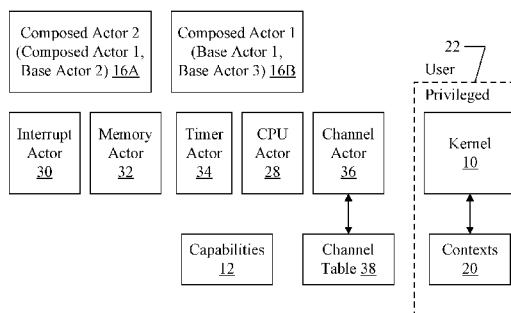 Composed Actor 2
(Composed Actor 1,
Base Actor 2) 16A
Composed Actor 1
(Base Actor 1,
Base Actor 3) 16B
22
User
Privileged
Interrupt
Actor
30
Memory
Actor
32
Timer
Actor
34
CPU
Actor
28
Channel
Actor
36
Kernel
10
Capabilities
12
Channel
Table 38
Contexts
20